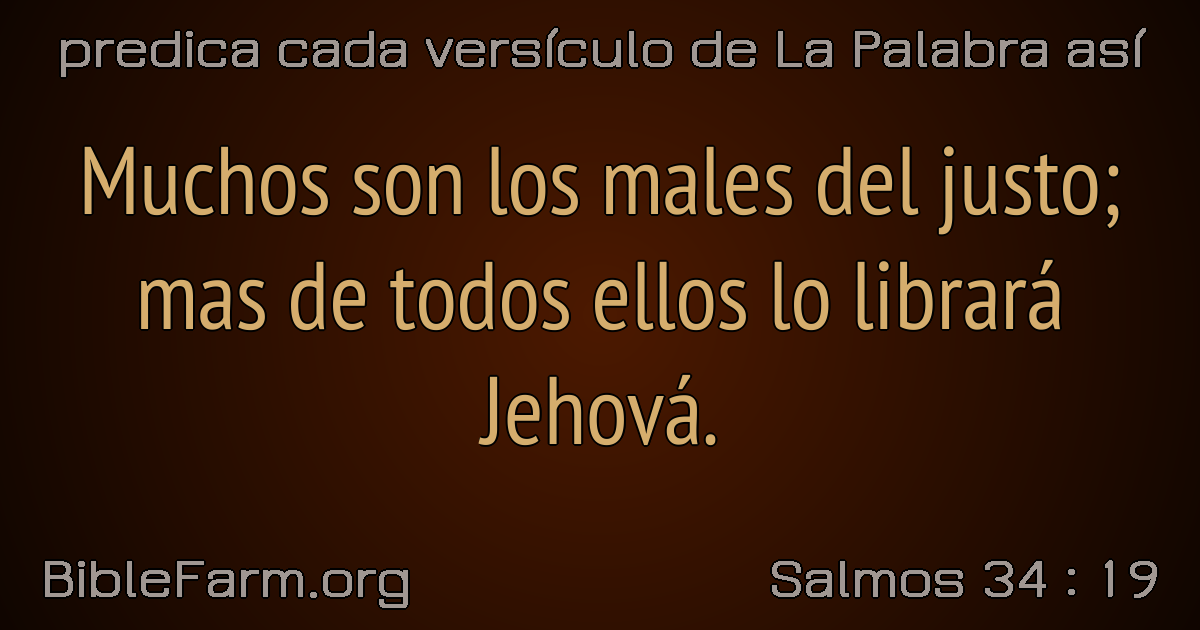 predica cada versículo de La Palabra así
Muchos son los males del justo;
mas de todos ellos lo librará
Jehová.
BibleFarm.org
Salmos 34 : 19